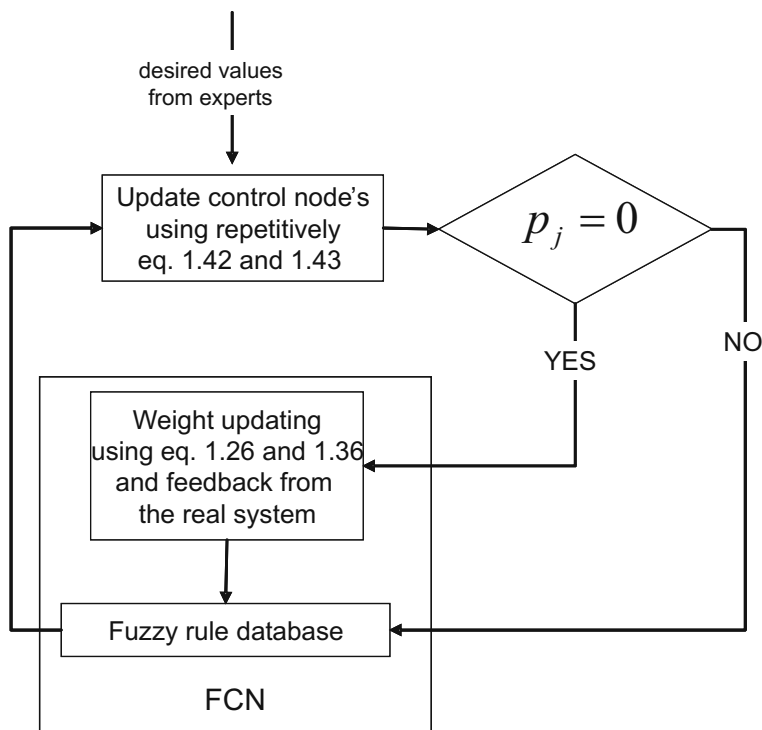 desired values
from experts
Update control node's
using repetitively
eq. 1.42 and 1.43
p_j = 0
YES
NO
Weight updating
using eq. 1.26 and 1.36
and feedback from
the real system
Fuzzy rule database
FCN